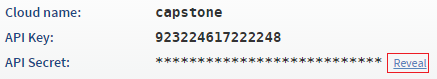 Cloud name: capstone
API Key: 923224617222248
API Secret: *************************** Reveal